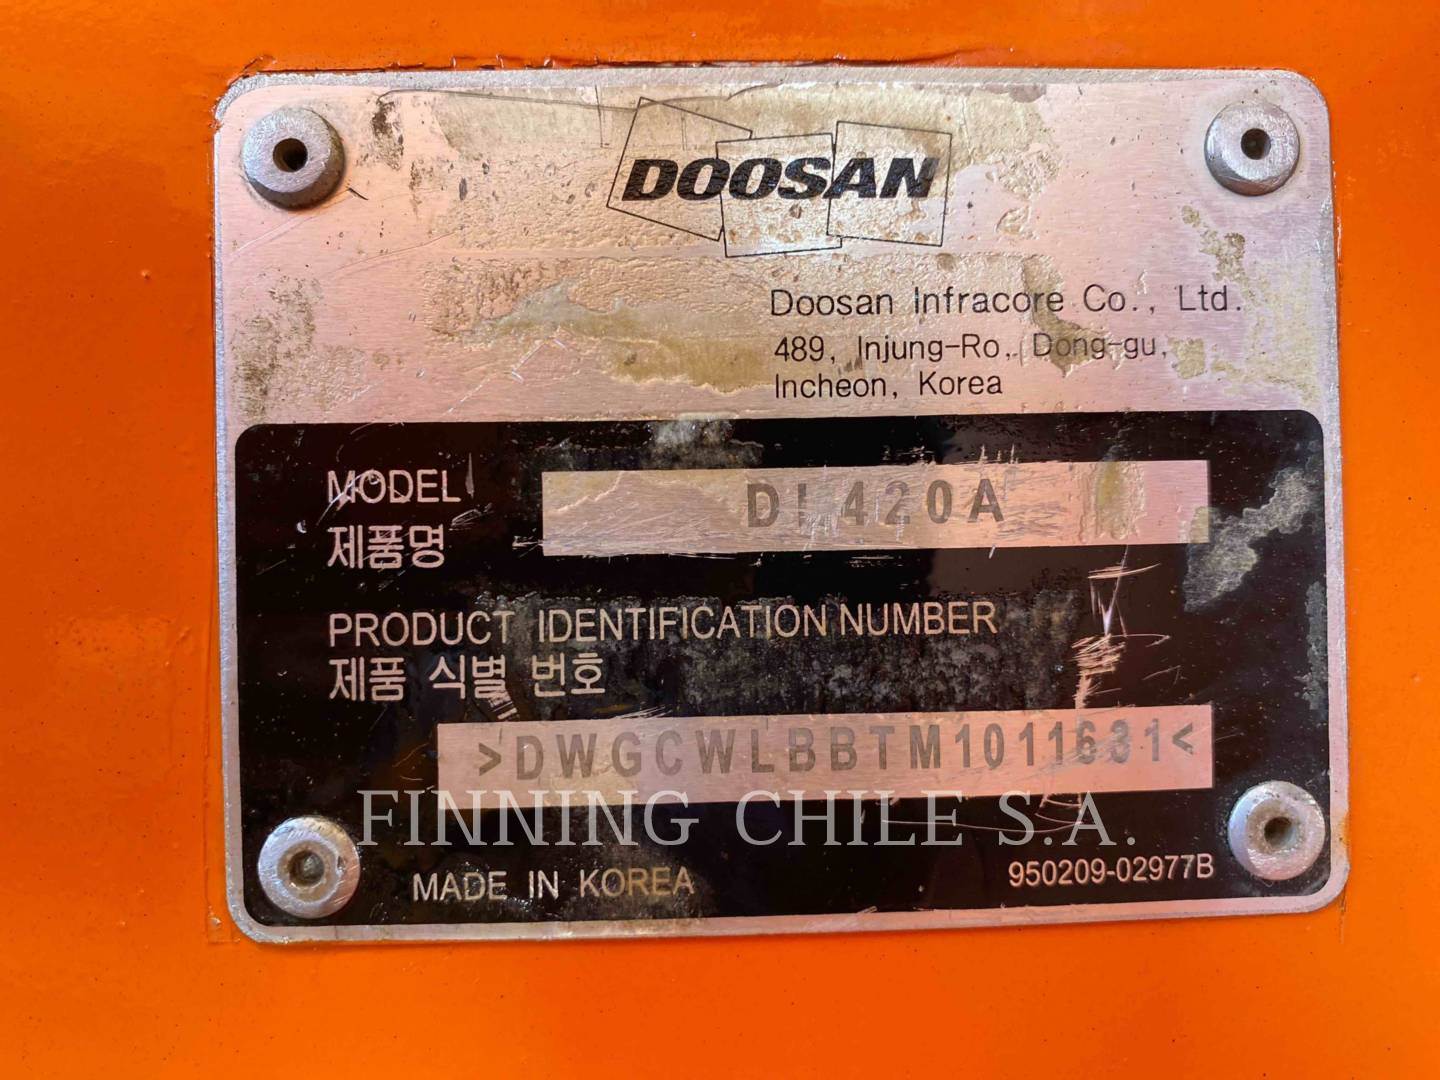 DOOSAN
Doosan Infracore Co., Ltd.
489, Injung-Ro, Dong-gu,
Incheon, Korea
MODEL
제품명
DL420A
PRODUCT IDENTIFICATION NUMBER
제품 식별 번호
>DWGCWLBBTM1011631<
FINNING CHILE S.A.
MADE IN KOREA
950209-02977B